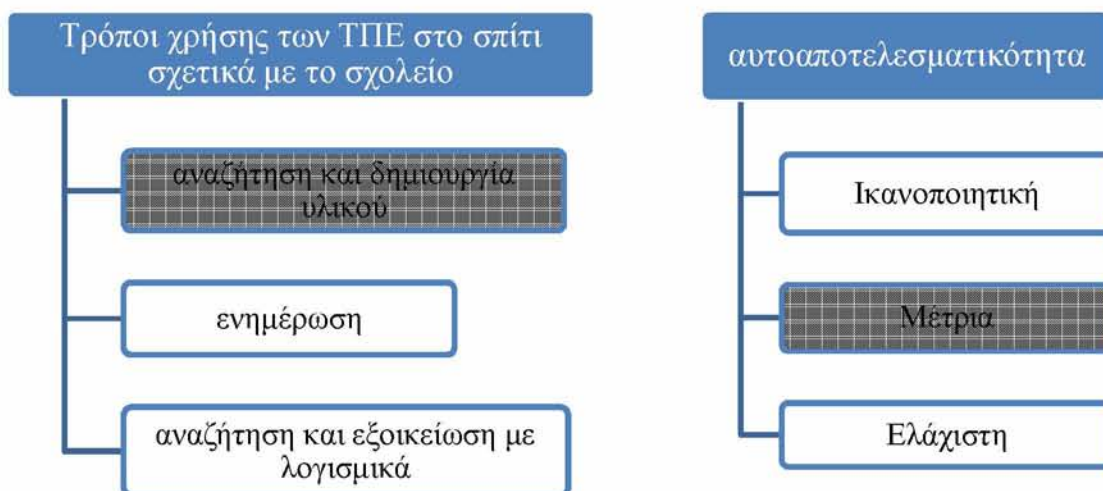 Τρόποι χρήσης των ΤΠΕ στο σπίτι
σχετικά με το σχολείο
αναζήτηση και δημιουργία
υλικού
ενημέρωση
αναζήτηση και εξοικείωση με
λογισμικά
αυτοαποτελεσματικότητα
Ικανοποιητική
Μέτρια
Ελάχιστη